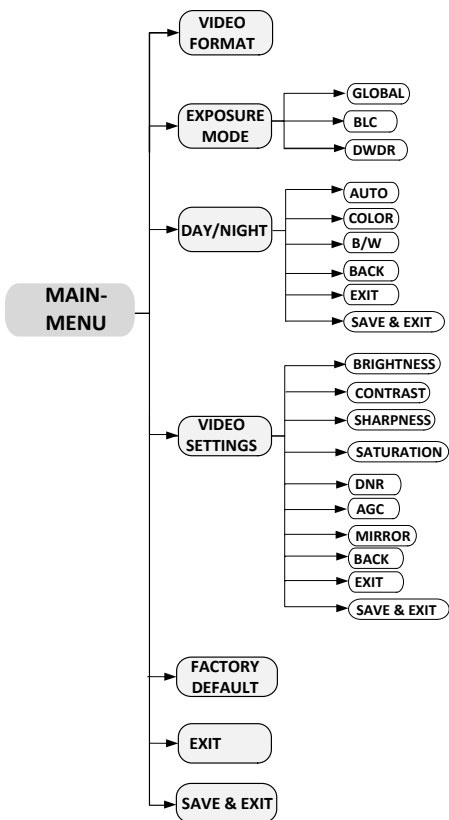 MAIN-
MENU
VIDEO
FORMAT
EXPOSURE
MODE
GLOBAL
BLC
DWDR
DAY/NIGHT
AUTO
COLOR
B/W
BACK
EXIT
SAVE & EXIT
VIDEO
SETTINGS
BRIGHTNESS
CONTRAST
SHARPNESS
SATURATION
DNR
AGC
MIRROR
BACK
EXIT
SAVE & EXIT
FACTORY
DEFAULT
EXIT
SAVE & EXIT